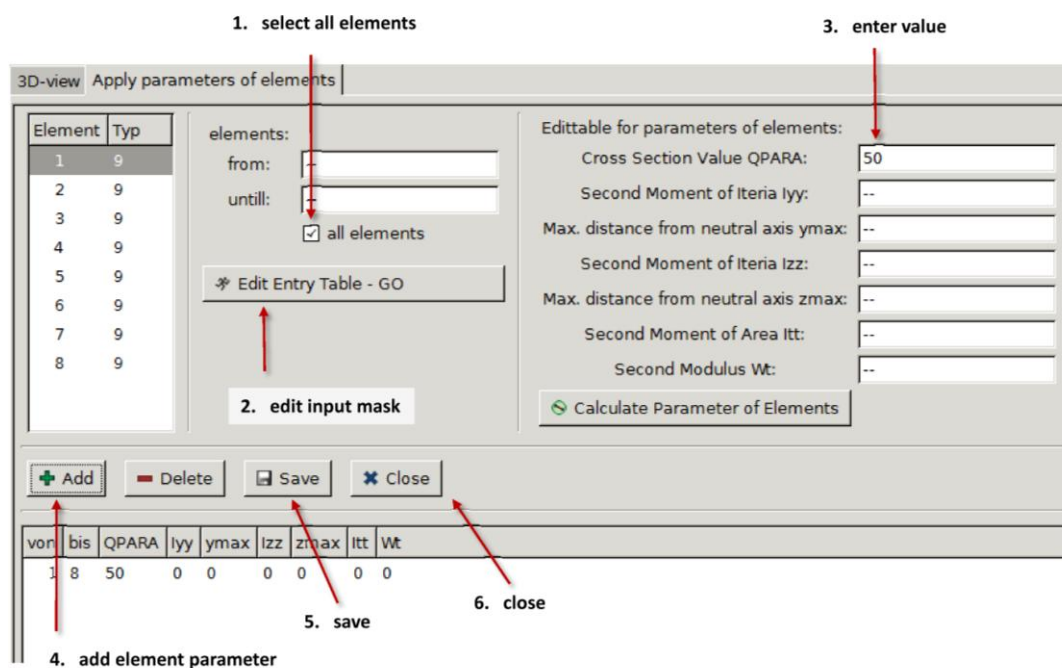 1. select all elements
3. enter value
3D-view Apply parameters of elements
Element Typ
1 9
2 9
3 9
4 9
5 9
6 9
7 9
8 9
elements:
from: --
untill: --
all elements
Edit Entry Table - GO
2. edit input mask
Edittable for parameters of elements:
Cross Section Value QPARA: 50
Second Moment of Iteria Iyy: --
Max. distance from neutral axis ymax: --
Second Moment of Iteria Izz: --
Max. distance from neutral axis zmax: --
Second Moment of Area Itt: --
Second Modulus Wt: --
Calculate Parameter of Elements
Add Delete Save Close
von bis QPARA Iyy ymax Izz zmax Itt Wt
1 8 50 0 0 0 0 0 0
6. close
5. save
4. add element parameter